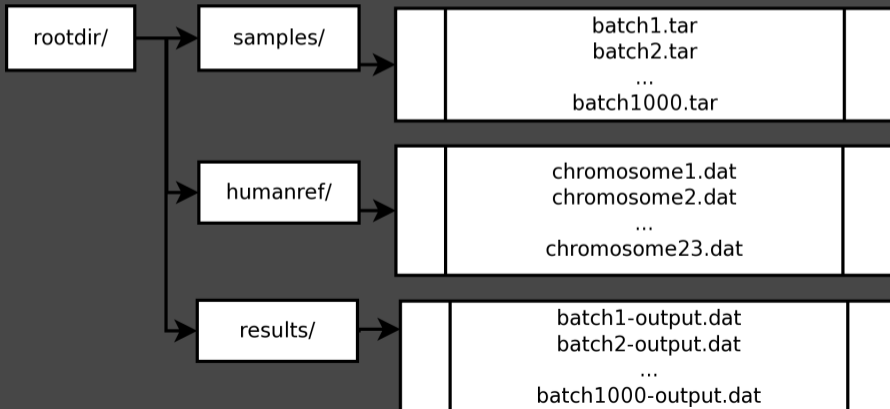 rootdir/
samples/
batch1.tar
batch2.tar
...
batch1000.tar
humanref/
chromosome1.dat
chromosome2.dat
...
chromosome23.dat
results/
batch1-output.dat
batch2-output.dat
...
batch1000-output.dat